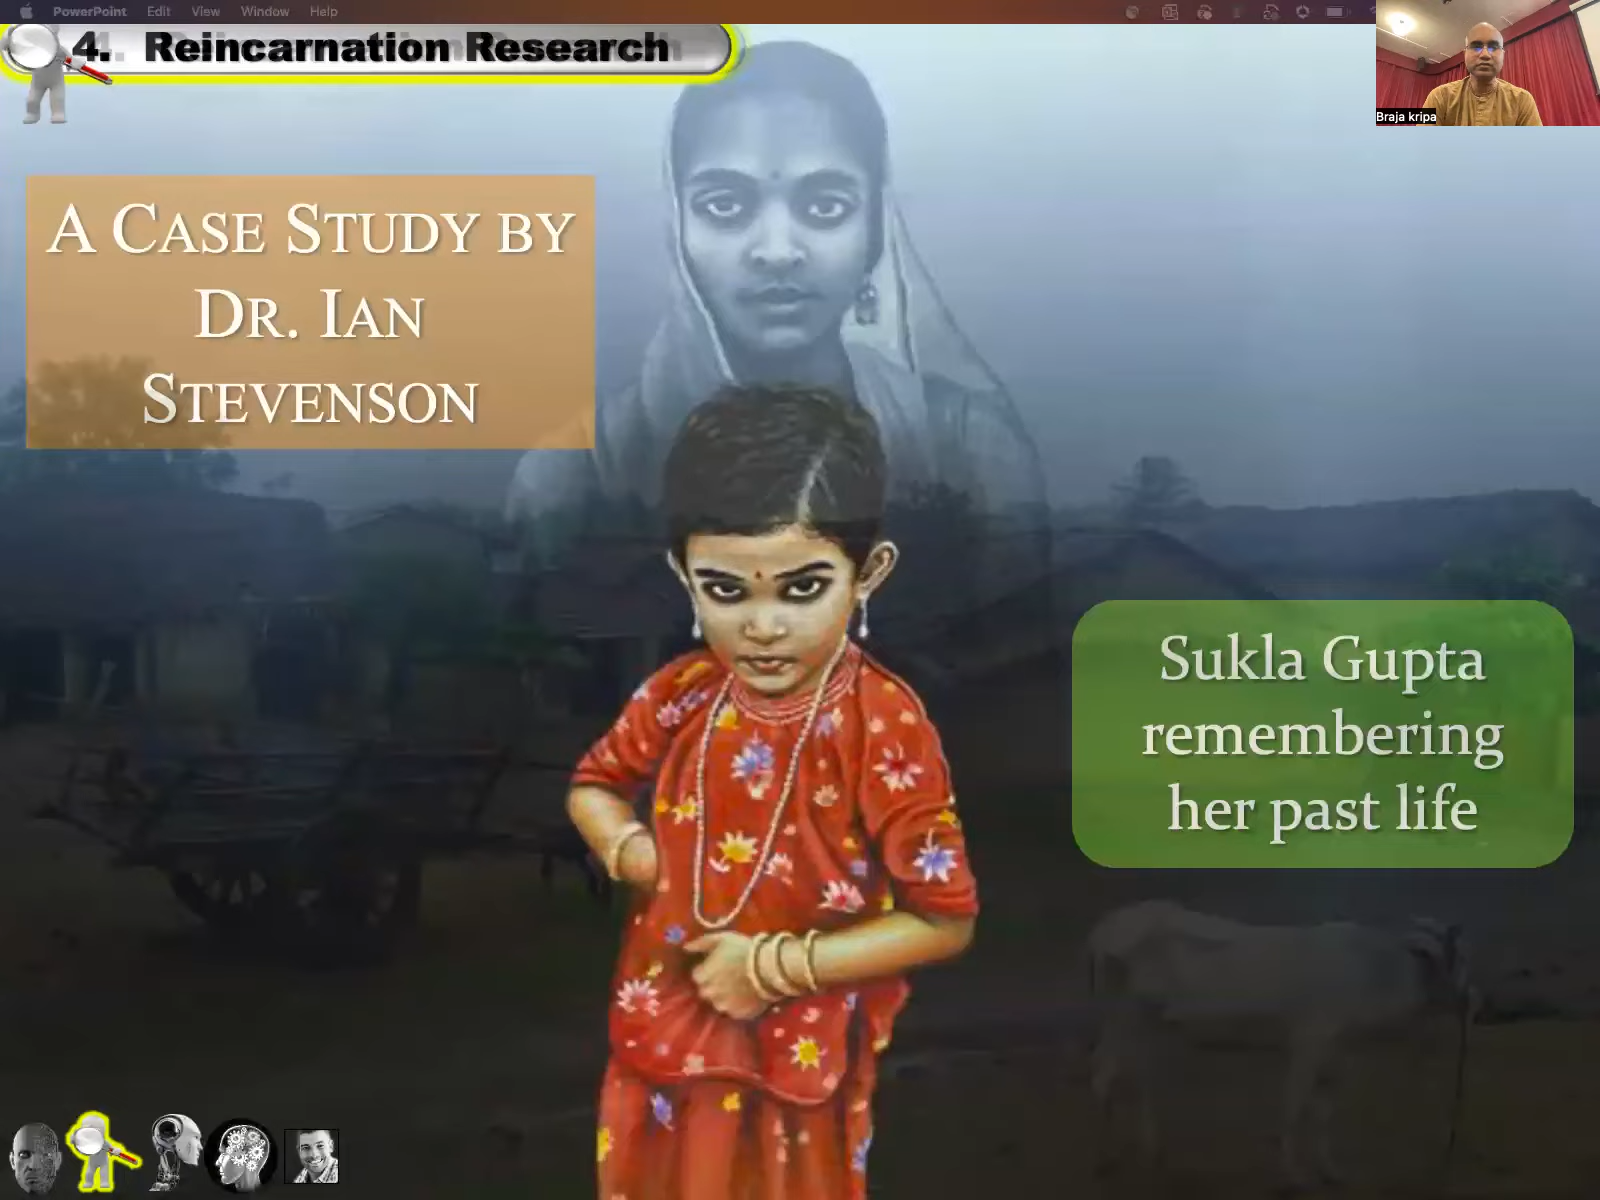 PowerPoint Edit View Window Help
4. Reincarnation Research
Braja kripa
A Case Study by
Dr. Ian
Stevenson
Sukla Gupta
remembering
her past life